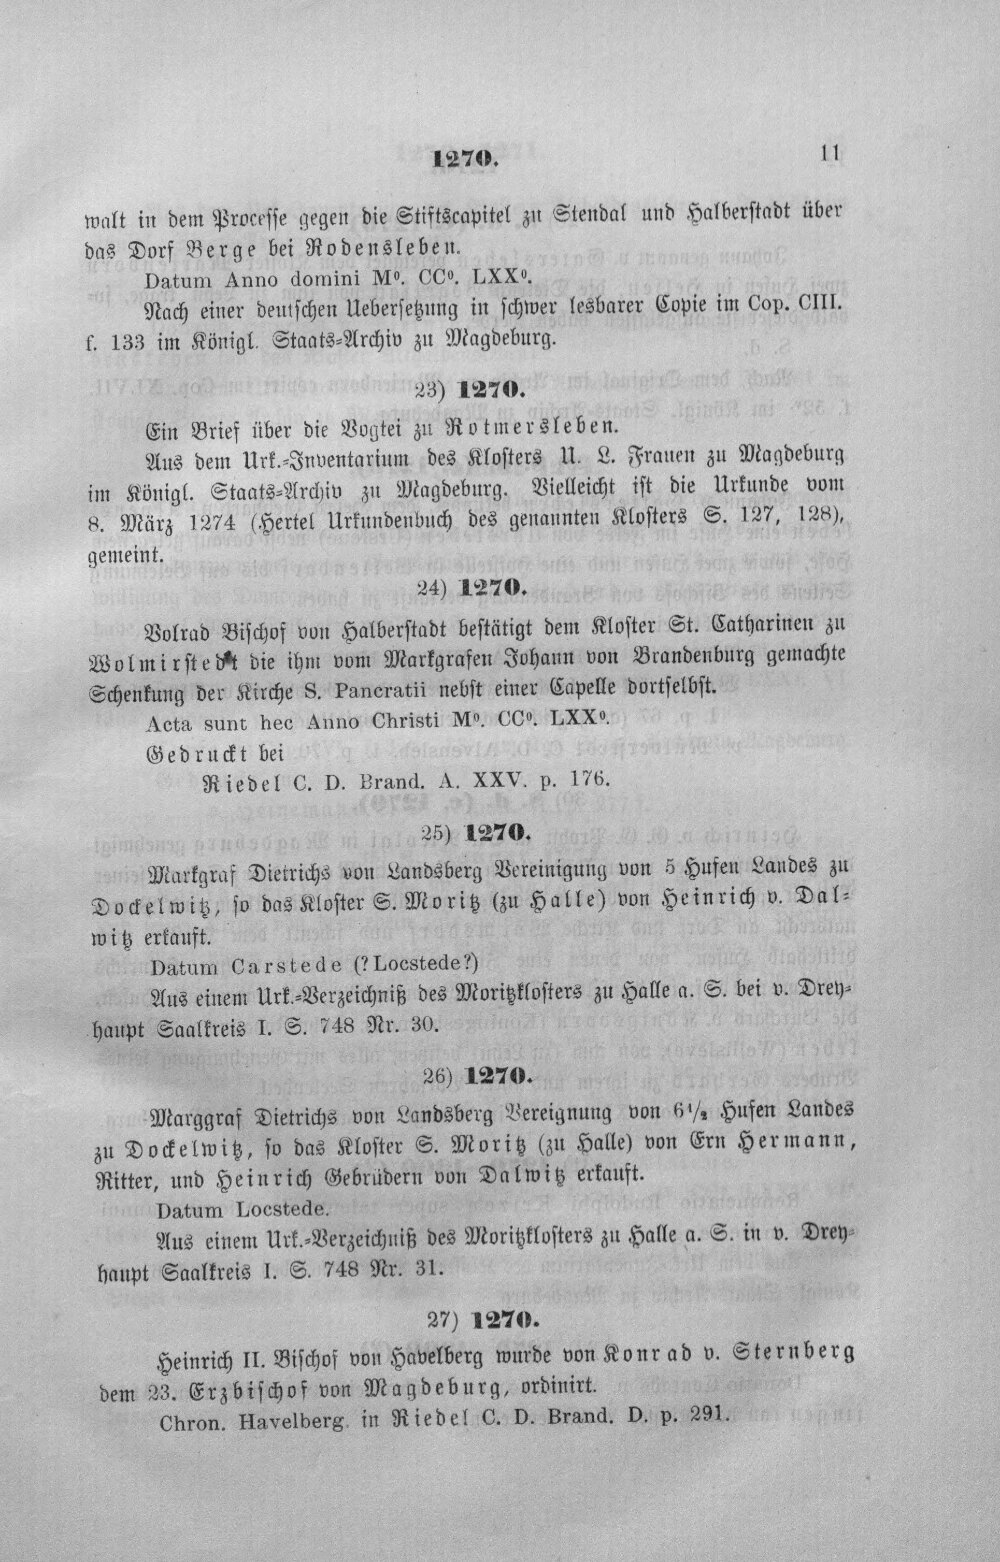 1270. 11
walt in dem Processe gegen die Stiftscapitel zu Stendal und Halberstadt über
das Dorf Berge bei Rodensleben.
Datum Anno domini Mº. CCº. LXXº.
Nach einer deutschen Uebersetzung in schwer lesbarer Copie im Cop. CIII.
f. 133 im Königl. Staats-Archiv zu Magdeburg.
23) 1270.
Ein Brief über die Vogtei zu Rotmersleben.
Aus dem Urk.-Inventarium des Klosters U. L. Frauen zu Magdeburg
im Königl. Staats-Archiv zu Magdeburg. Vielleicht ist die Urkunde vom
8. März 1274 (Hertel Urkundenbuch des genannten Klosters S. 127, 128),
gemeint.
24) 1270.
Volrad Bischof von Halberstadt bestätigt dem Kloster St. Catharinen zu
Wolmirstedt die ihm vom Markgrafen Johann von Brandenburg gemachte
Schenkung der Kirche S. Pancratii nebst einer Capelle dortselbst.
Acta sunt hec Anno Christi Mº. CCº. LXXº.
Gedruckt bei
Riedel C. D. Brand. A. XXV. p. 176.
25) 1270.
Markgraf Dietrichs von Landsberg Vereinigung von 5 Hufen Landes zu
Dockelwitz, so das Kloster S. Moritz (zu Halle) von Heinrich v. Dal-
witz erkauft.
Datum Carstede (? Locstede?)
Aus einem Urk.-Verzeichniß des Moritzklosters zu Halle a. S. bei v. Drey-
haupt Saalkreis I. S. 748 Nr. 30.
26) 1270.
Marggraf Dietrichs von Landsberg Vereignung von 6½ Hufen Landes
zu Dockelwitz, so das Kloster S. Moritz (zu Halle) von Ern Hermann,
Ritter, und Heinrich Gebrüdern von Dalwitz erkauft.
Datum Locstede.
Aus einem Urk.-Verzeichniß des Moritzklosters zu Halle a. S. in v. Drey-
haupt Saalkreis I. S. 748 Nr. 31.
27) 1270.
Heinrich II. Bischof von Havelberg wurde von Konrad v. Sternberg
dem 23. Erzbischof von Magdeburg, ordinirt.
Chron. Havelberg. in Riedel C. D. Brand. D. p. 291.